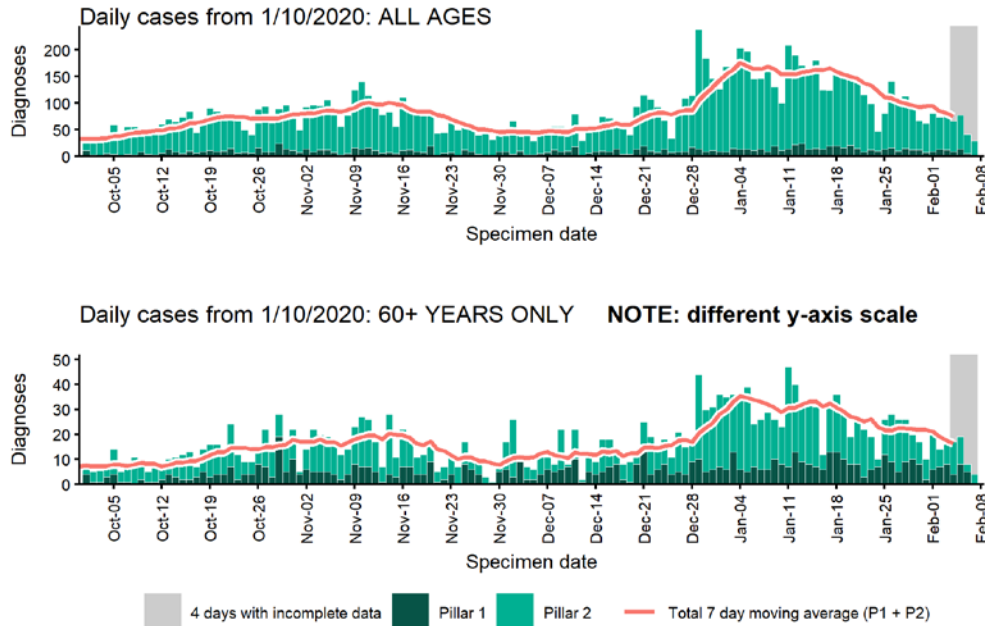 Daily cases from 1/10/2020: ALL AGES
Diagnoses
200
150
100
50
0
Oct-05
Oct-12
Oct-19
Oct-26
Nov-02
Nov-09
Nov-16
Nov-23
Nov-30
Dec-07
Dec-14
Dec-21
Dec-28
Jan-04
Jan-11
Jan-18
Jan-25
Feb-01
Feb-08
Specimen date
Daily cases from 1/10/2020: 60+ YEARS ONLY NOTE: different y-axis scale
Diagnoses
50
40
30
20
10
0
Oct-05
Oct-12
Oct-19
Oct-26
Nov-02
Nov-09
Nov-16
Nov-23
Nov-30
Dec-07
Dec-14
Dec-21
Dec-28
Jan-04
Jan-11
Jan-18
Jan-25
Feb-01
Feb-08
Specimen date
4 days with incomplete data Pillar 1 Pillar 2 Total 7 day moving average (P1 + P2)